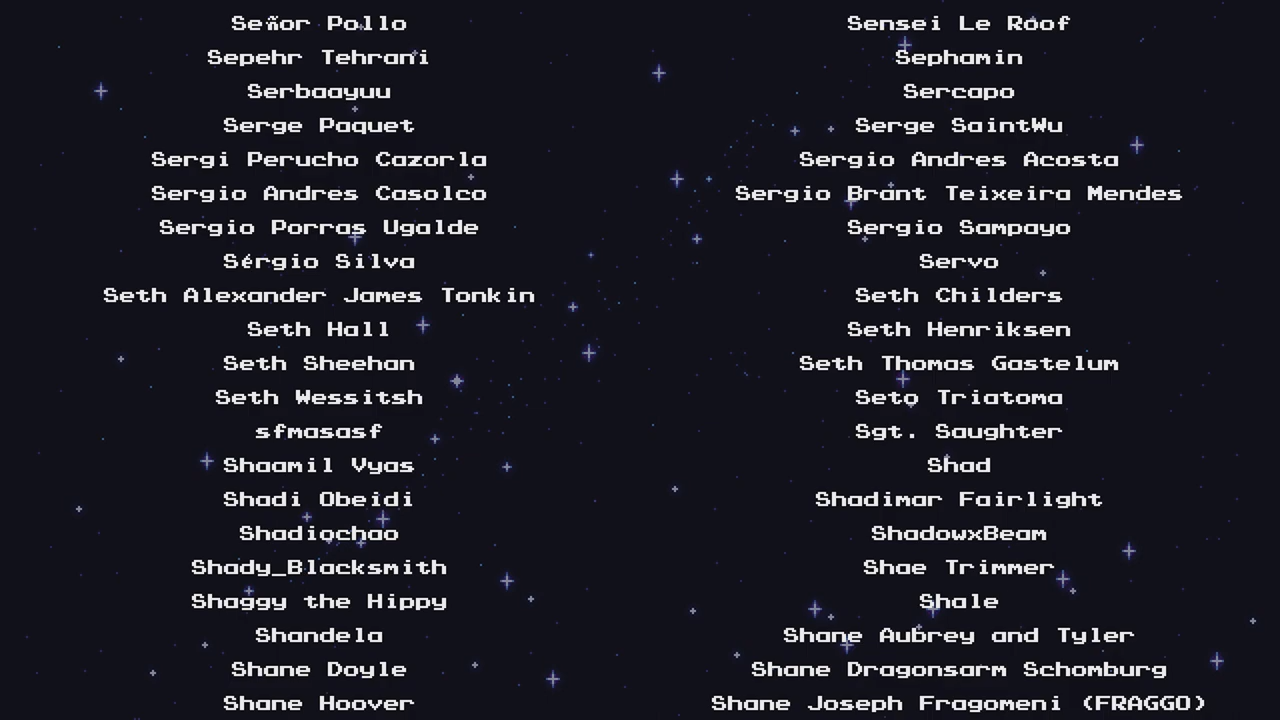 Señor Pollo
Sensei Le Roof
Sepehr Tehrani
Sephamin
Serbaayuu
Sercapo
Serge Paquet
Serge SaintWu
Sergi Perucho Cazorla
Sergio Andres Acosta
Sergio Andres Casolco
Sergio Brant Teixeira Mendes
Sergio Porras Ugalde
Sergio Sampayo
Sérgio Silva
Servo
Seth Alexander James Tonkin
Seth Childers
Seth Hall
Seth Henriksen
Seth Sheehan
Seth Thomas Gastelum
Seth Wessitsh
Seto Triatoma
sfmasasf
Sgt. Saughter
Shaamil Vyas
Shad
Shadi Obeidi
Shadimar Fairlight
Shadiochao
ShadowxBeam
Shady_Blacksmith
Shae Trimmer
Shaggy the Hippy
Shale
Shandela
Shane Aubrey and Tyler
Shane Doyle
Shane Dragonsarm Schomburg
Shane Hoover
Shane Joseph Fragomeni (FRAGGO)